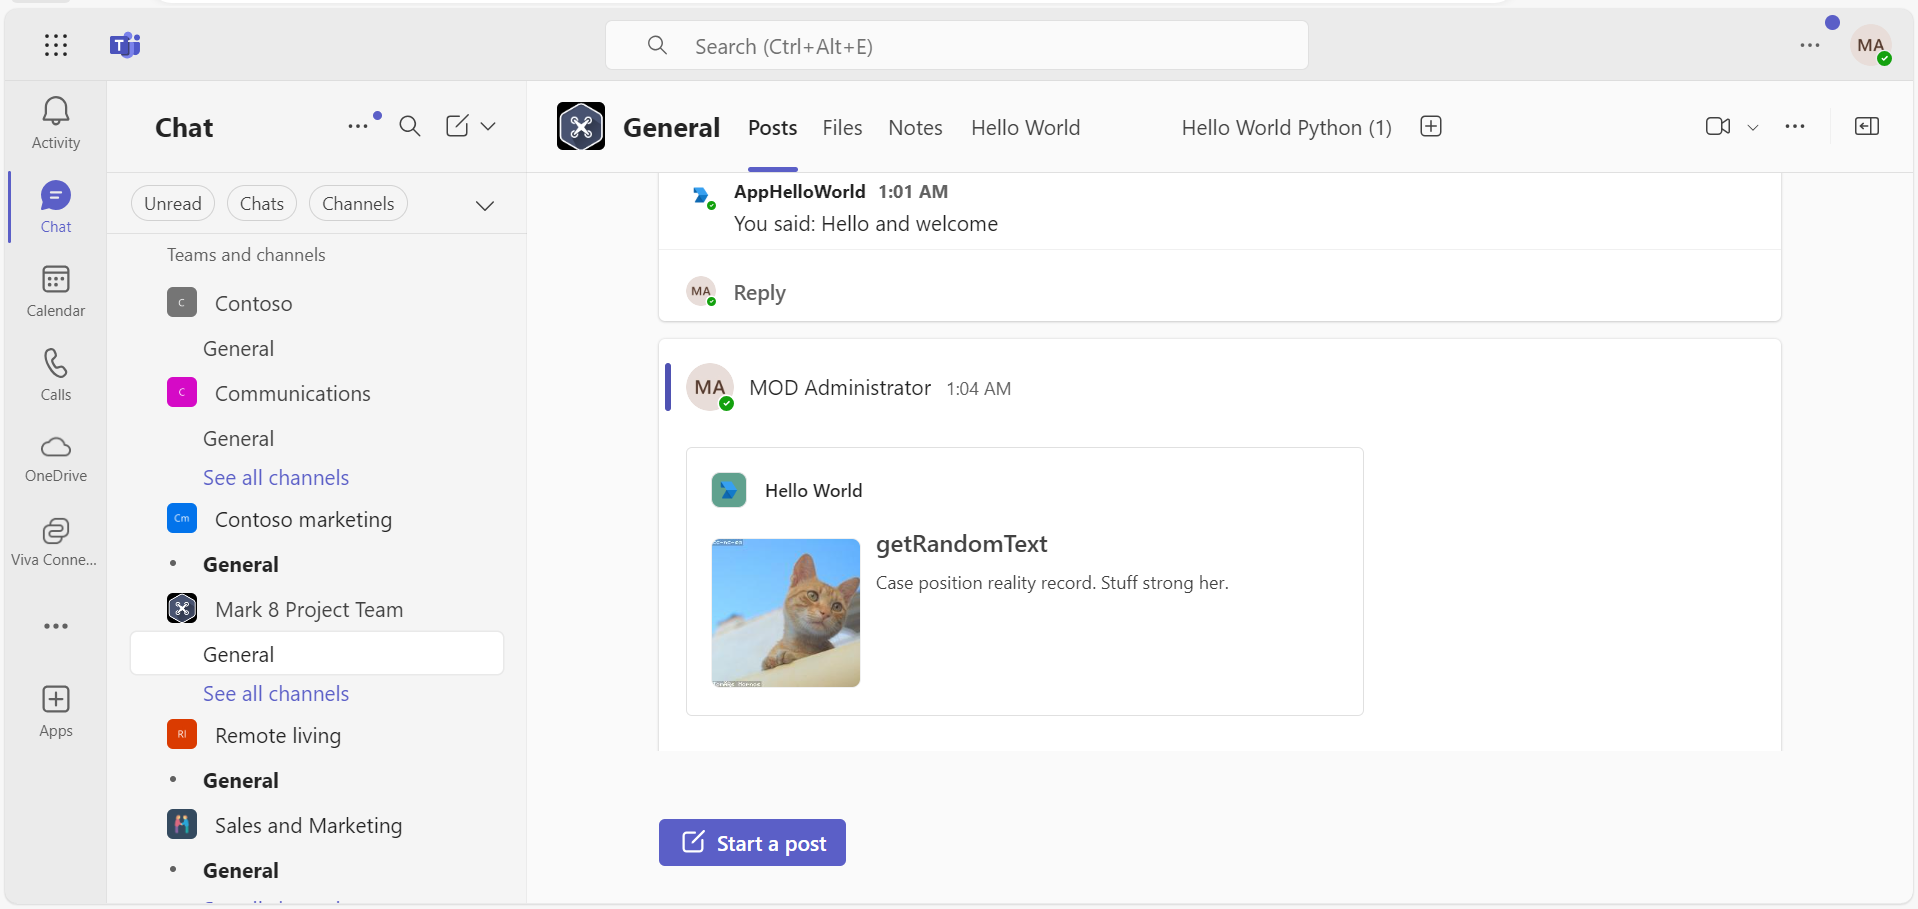 Search (Ctrl+Alt+E)
MA
Activity
Chat
Calendar
Calls
OneDrive
Viva Conne...
Apps
Chat
Unread
Chats
Channels
Teams and channels
C
Contoso
General
C
Communications
General
See all channels
Cm
Contoso marketing
General
Mark 8 Project Team
General
See all channels
Rl
Remote living
General
Sales and Marketing
General
General
Posts
Files
Notes
Hello World
Hello World Python (1)
AppHelloWorld 1:01 AM
You said: Hello and welcome
MA
Reply
MA
MOD Administrator 1:04 AM
Hello World
getRandomText
Case position reality record. Stuff strong her.
Start a post